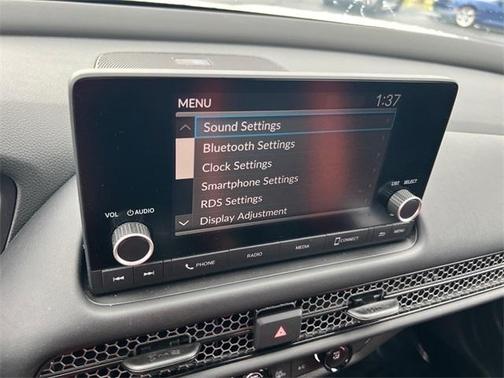 MENU 1:37
Sound Settings
Bluetooth Settings
Clock Settings
Smartphone Settings
RDS Settings
Display Adjustment
VOL AUDIO
LIST SELECT
PHONE RADIO MEDIA CONNECT MENU